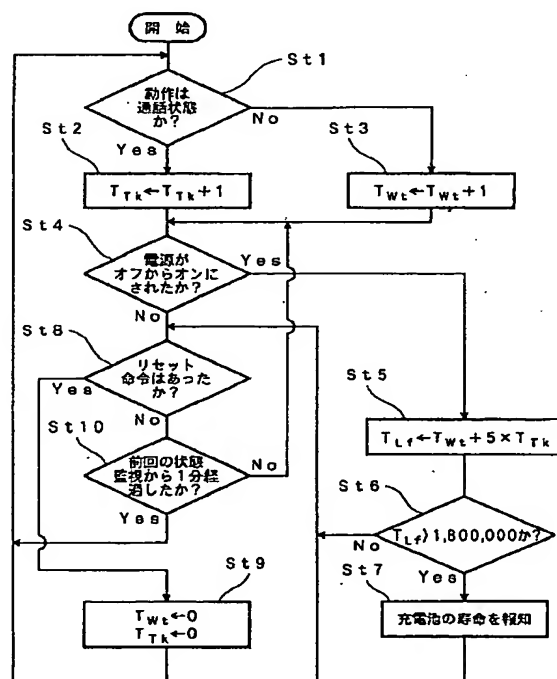 開 始
St1
動作は
通話状態
か?
St2
No
St3
Yes
T_Tk←T_Tk+1
T_Wt←T_Wt+1
St4
電源が
オフからオンに
されたか?
Yes
No
St8
リセット
命令はあった
か?
Yes
St5
No
T_Lf←T_Wt+5×T_Tk
St10
前回の状態
監視から1分経
過したか?
No
St6
Yes
T_Lf>1,800,000か?
No
St9
Yes
St7
T_Wt←0
T_Tk←0
充電池の寿命を報知